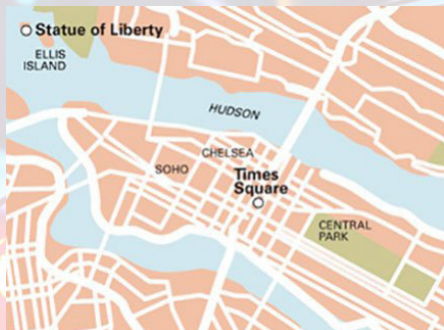 Statue of Liberty
ELLIS
ISLAND
HUDSON
CHELSEA
SOHO
Times
Square
CENTRAL
PARK